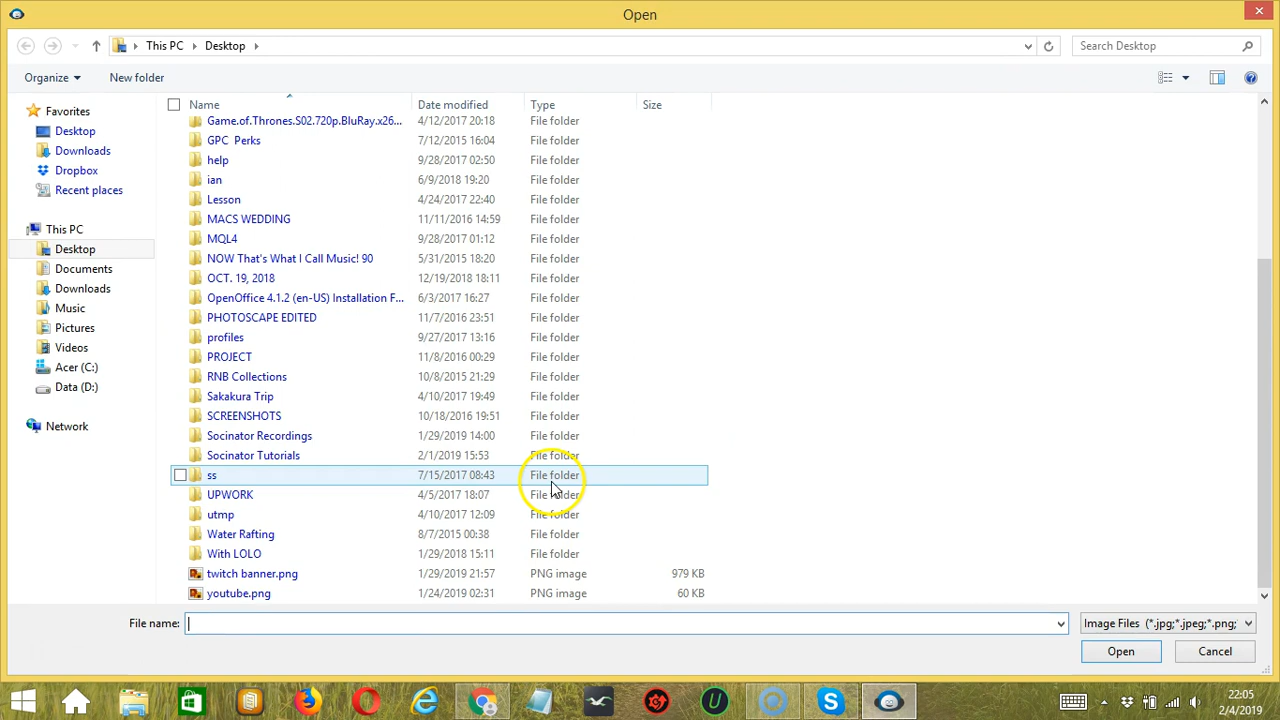 Open
This PC Desktop
Search Desktop
Organize New folder
Name Date modified Type Size
Favorites
Desktop
Downloads
Dropbox
Recent places
This PC
Desktop
Documents
Downloads
Music
Pictures
Videos
Acer (C:)
Data (D:)
Network
Game.of.Thrones.S02.720p.BluRay.x26... 4/12/2017 20:18 File folder
GPC Perks 7/12/2015 16:04 File folder
help 9/28/2017 02:50 File folder
ian 6/9/2018 19:20 File folder
Lesson 4/24/2017 22:40 File folder
MACS WEDDING 11/11/2016 14:59 File folder
MQL4 9/28/2017 01:12 File folder
NOW That's What I Call Music! 90 5/31/2015 18:20 File folder
OCT. 19, 2018 12/19/2018 18:11 File folder
OpenOffice 4.1.2 (en-US) Installation F... 6/3/2017 16:27 File folder
PHOTOSCAPE EDITED 11/7/2016 23:51 File folder
profiles 9/27/2017 13:16 File folder
PROJECT 11/8/2016 00:29 File folder
RNB Collections 10/8/2015 21:29 File folder
Sakakura Trip 4/10/2017 19:49 File folder
SCREENSHOTS 10/18/2016 19:51 File folder
Socinator Recordings 1/29/2019 14:00 File folder
Socinator Tutorials 2/1/2019 15:53 File folder
ss 7/15/2017 08:43 File folder
UPWORK 4/5/2017 18:07 File folder
utmp 4/10/2017 12:09 File folder
Water Rafting 8/7/2015 00:38 File folder
With LOLO 1/29/2018 15:11 File folder
twitch banner.png 1/29/2019 21:57 PNG image 979 KB
youtube.png 1/24/2019 02:31 PNG image 60 KB
File name:
Image Files (*.jpg;*.jpeg;*.png;
Open Cancel
22:05
2/4/2019